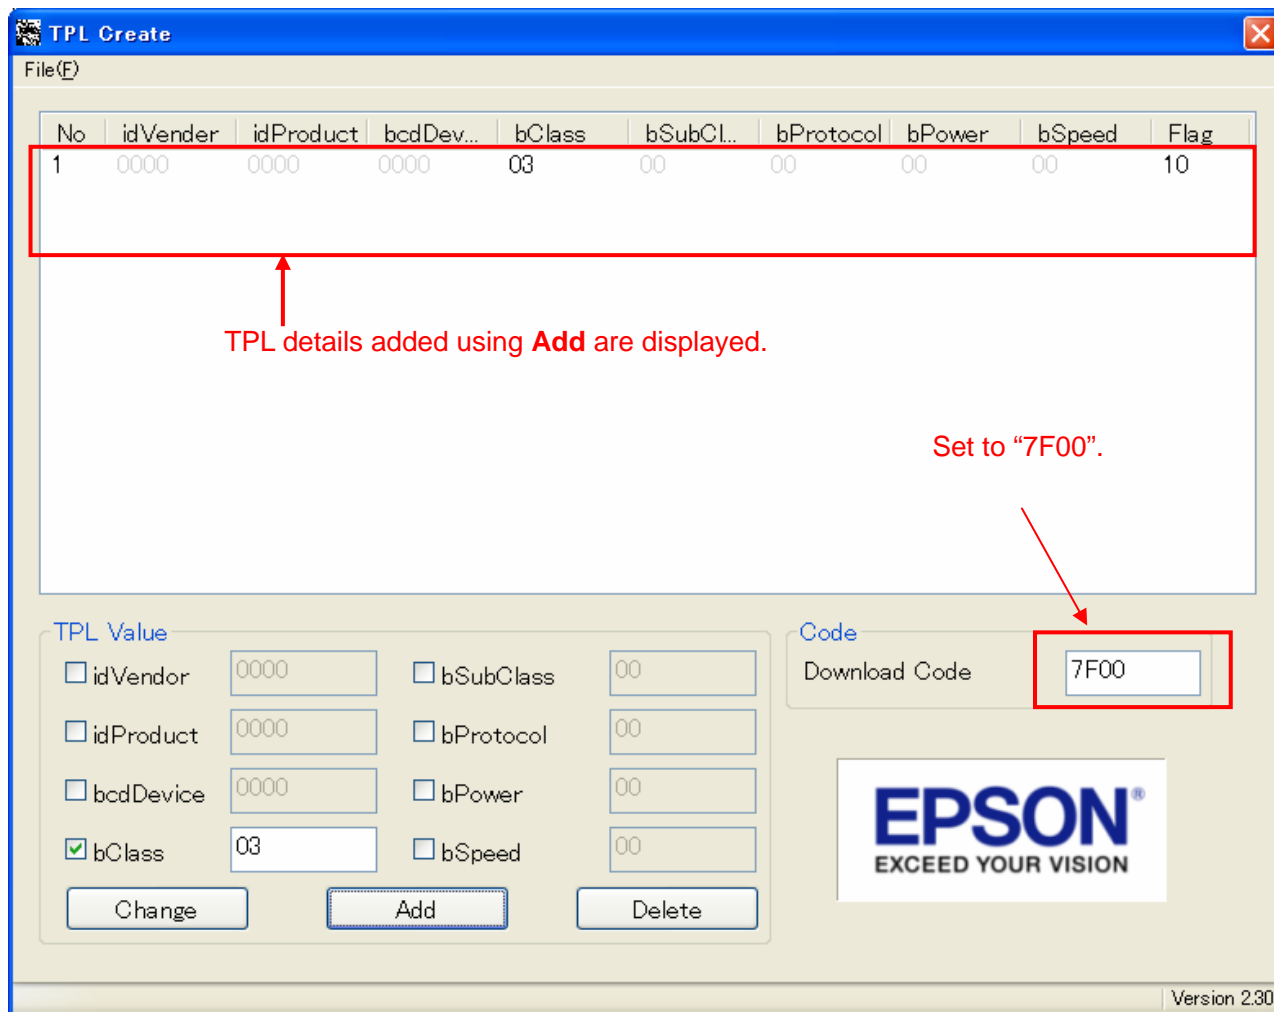 TPL Create
File(F)
No idVender idProduct bcdDev... bClass bSubCl... bProtocol bPower bSpeed Flag
1 0000 0000 0000 03 00 00 00 00 10
TPL details added using Add are displayed.
Set to “7F00”.
TPL Value
idVendor 0000 bSubClass 00
idProduct 0000 bProtocol 00
bcdDevice 0000 bPower 00
bClass 03 bSpeed 00
Change Add Delete
Code
Download Code 7F00
EPSON®
EXCEED YOUR VISION
Version 2.30